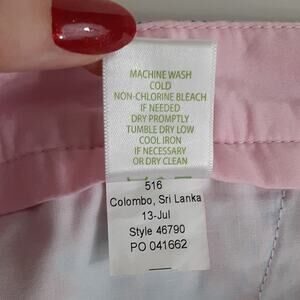 MACHINE WASH
COLD
NON-CHLORINE BLEACH
IF NEEDED
DRY PROMPTLY
TUMBLE DRY LOW
COOL IRON
IF NECESSARY
OR DRY CLEAN
516
Colombo, Sri Lanka
13-Jul
Style 46790
PO 041662